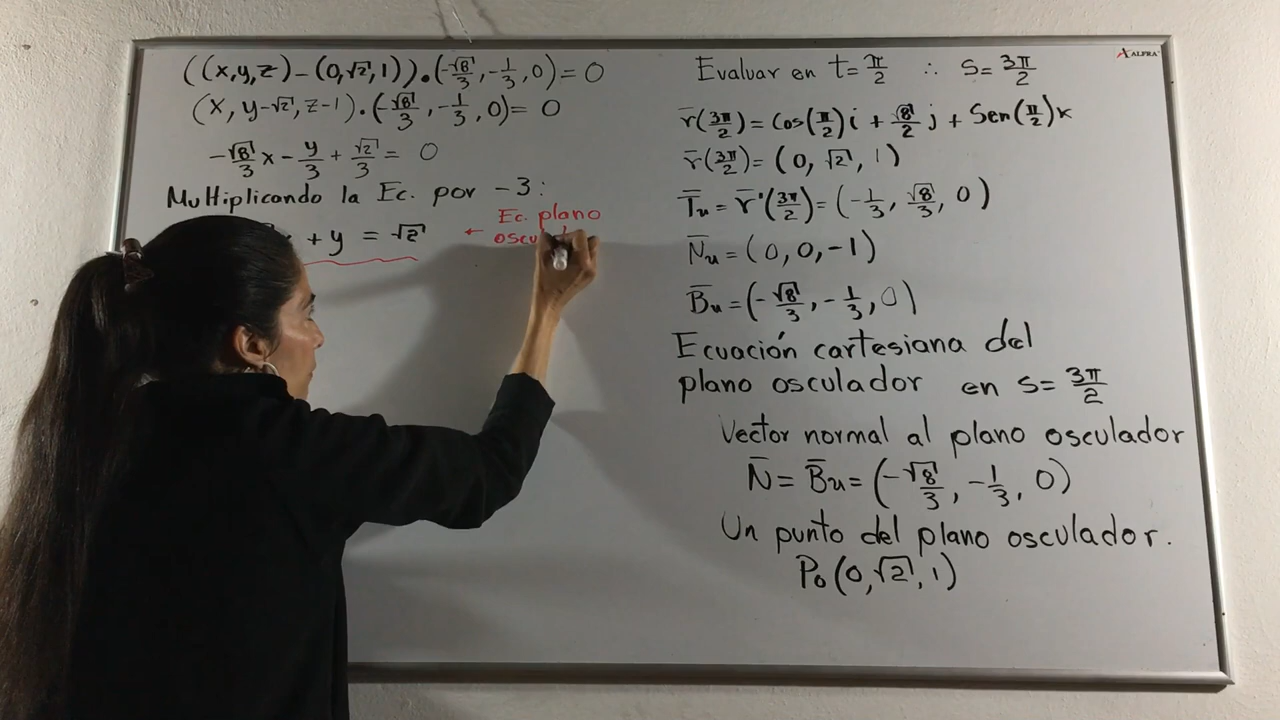 ((x,y,z)-(0,√2,1)).(-√8/3,-1/3,0)=0
(x, y-√2, z-1).(-√8/3,-1/3,0)=0
-√8/3 x - y/3 + √2/3 = 0
Multiplicando la Ec. por -3:
+ y = √2
← Ec. plano
oscu
ALFRA
Evaluar en t=π/2 ∴ s=3π/2
r̅(3π/2)=Cos(π/2)i+√8/2 j+Sen(π/2)k
r̅(3π/2)=(0,√2,1)
T̅u=r̅'(3π/2)=(-1/3,√8/3,0)
N̅u=(0,0,-1)
B̅u=(-√8/3,-1/3,0)
Ecuación cartesiana del
plano osculador en s=3π/2
Vector normal al plano osculador
N̅=B̅u=(-√8/3,-1/3,0)
Un punto del plano osculador.
Po(0,√2,1)